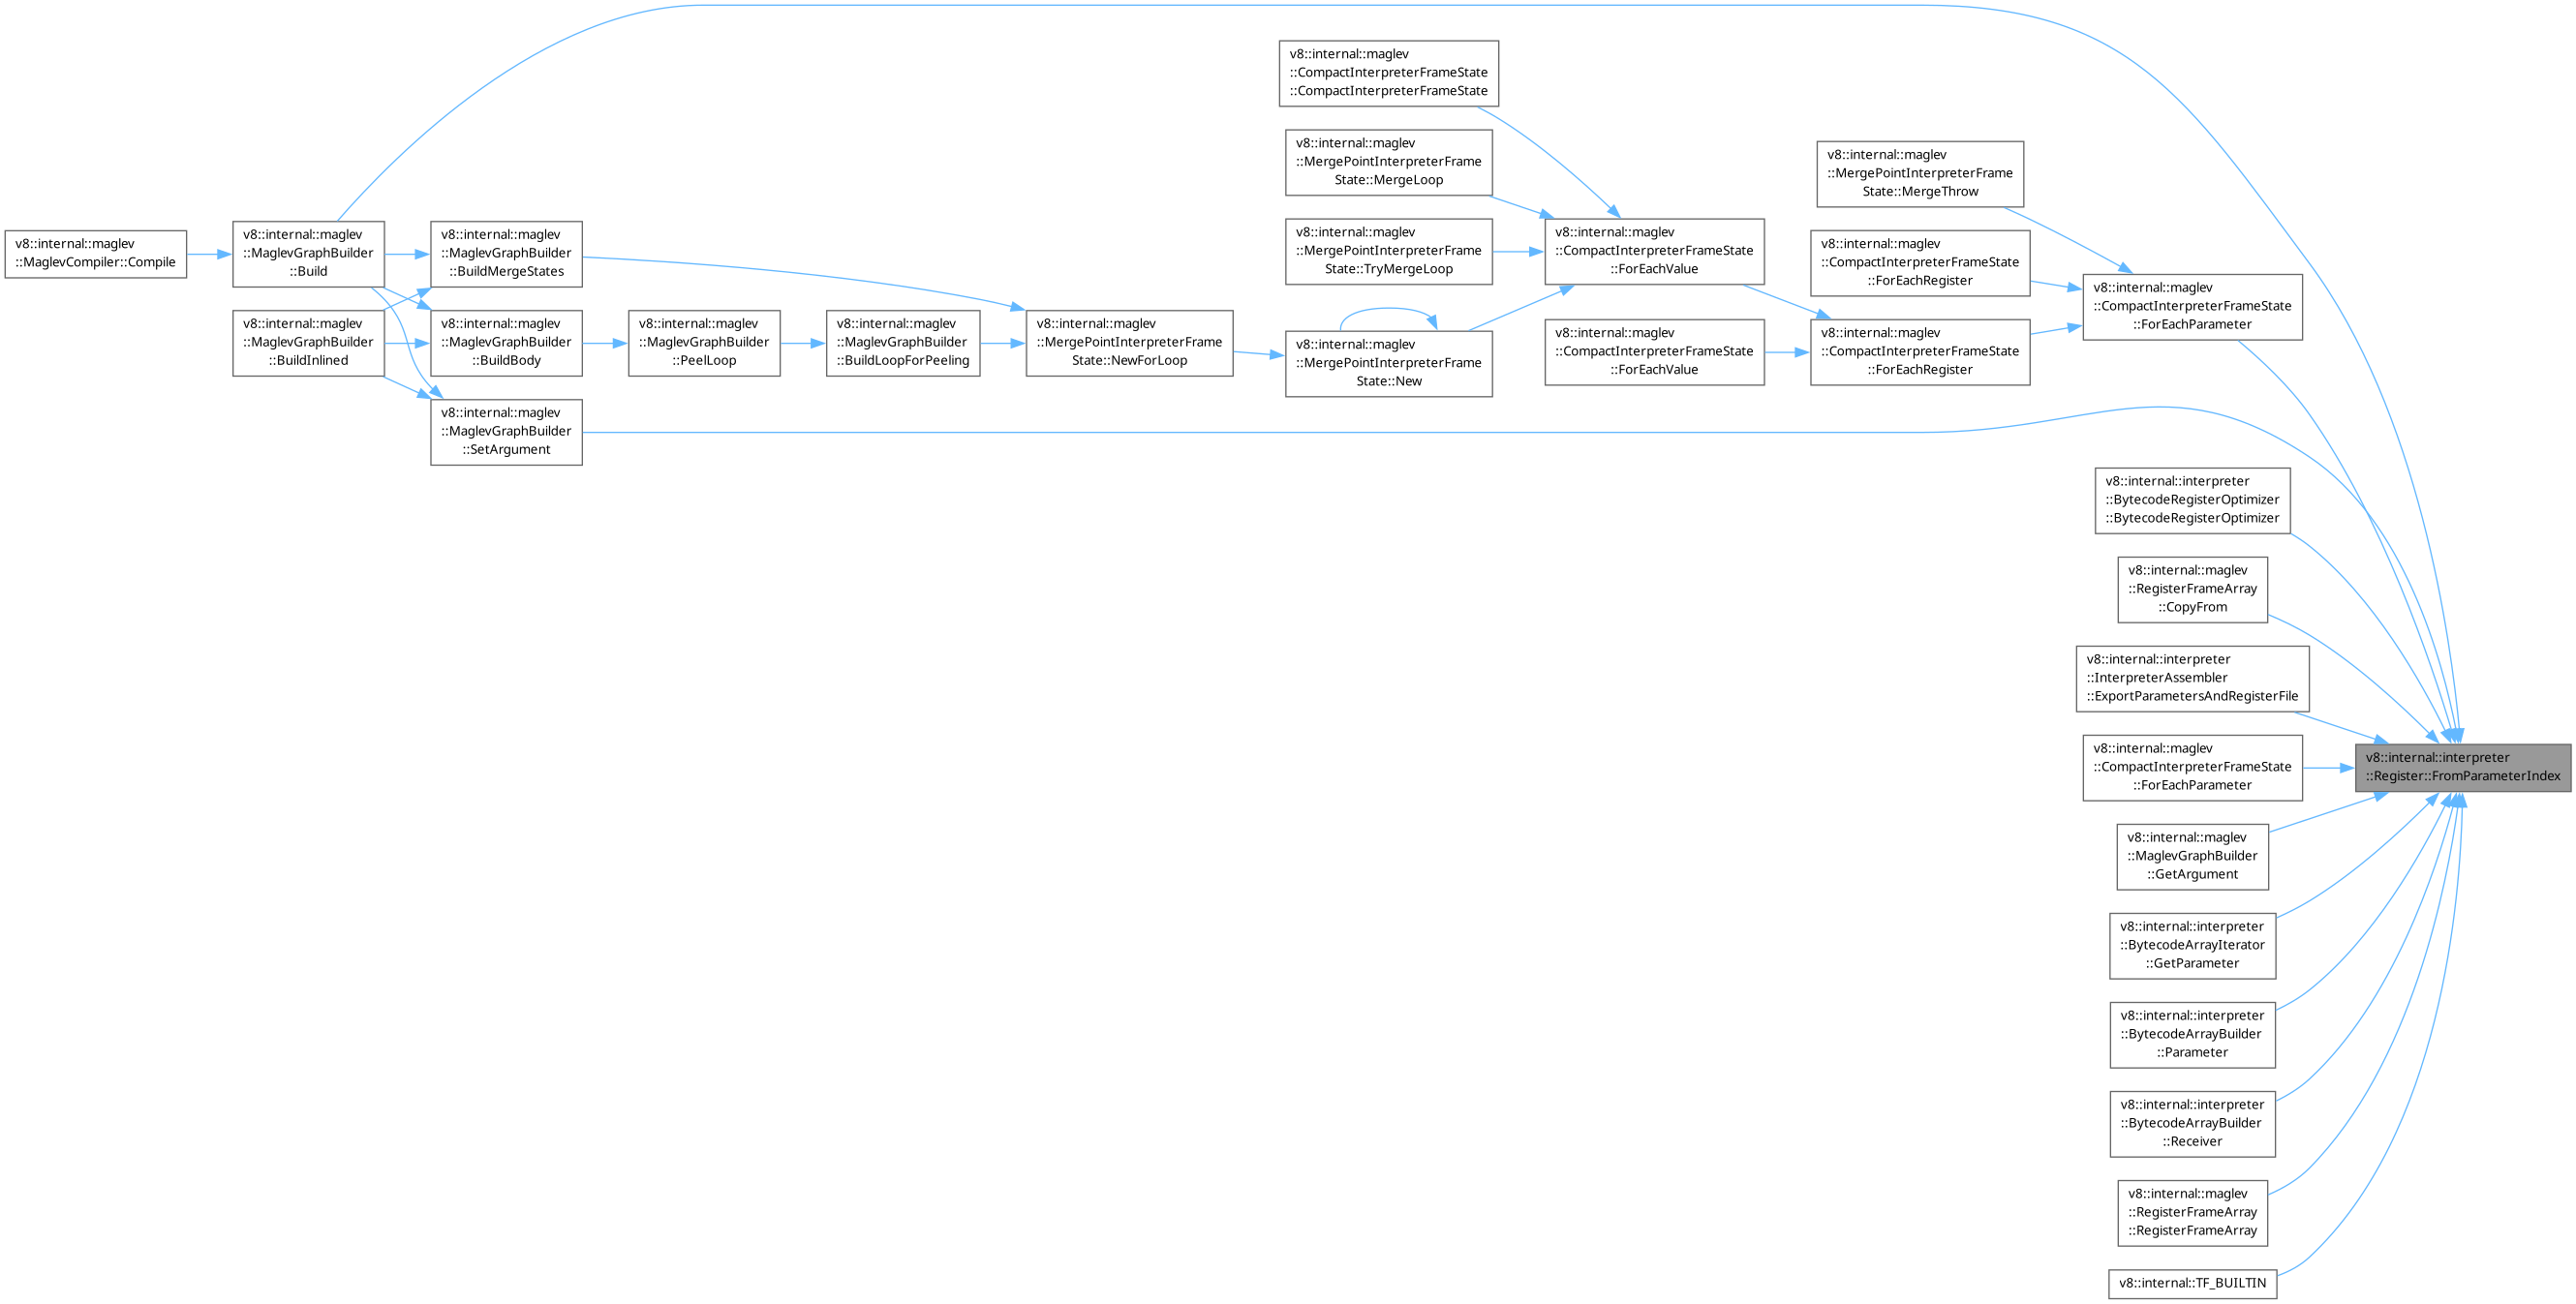 v8::internal::maglev
::CompactInterpreterFrameState
::CompactInterpreterFrameState
v8::internal::maglev
::MergePointInterpreterFrame
State::MergeLoop
v8::internal::maglev
::MergePointInterpreterFrame
State::MergeThrow
v8::internal::maglev
::MaglevCompiler::Compile
v8::internal::maglev
::MaglevGraphBuilder
::Build
v8::internal::maglev
::MaglevGraphBuilder
::BuildMergeStates
v8::internal::maglev
::MergePointInterpreterFrame
State::TryMergeLoop
v8::internal::maglev
::CompactInterpreterFrameState
::ForEachValue
v8::internal::maglev
::CompactInterpreterFrameState
::ForEachRegister
v8::internal::maglev
::CompactInterpreterFrameState
::ForEachParameter
v8::internal::maglev
::MaglevGraphBuilder
::BuildInlined
v8::internal::maglev
::MaglevGraphBuilder
::BuildBody
v8::internal::maglev
::MaglevGraphBuilder
::PeelLoop
v8::internal::maglev
::MaglevGraphBuilder
::BuildLoopForPeeling
v8::internal::maglev
::MergePointInterpreterFrame
State::NewForLoop
v8::internal::maglev
::MergePointInterpreterFrame
State::New
v8::internal::maglev
::CompactInterpreterFrameState
::ForEachValue
v8::internal::maglev
::CompactInterpreterFrameState
::ForEachRegister
v8::internal::maglev
::MaglevGraphBuilder
::SetArgument
v8::internal::interpreter
::BytecodeRegisterOptimizer
::BytecodeRegisterOptimizer
v8::internal::maglev
::RegisterFrameArray
::CopyFrom
v8::internal::interpreter
::InterpreterAssembler
::ExportParametersAndRegisterFile
v8::internal::maglev
::CompactInterpreterFrameState
::ForEachParameter
v8::internal::interpreter
::Register::FromParameterIndex
v8::internal::maglev
::MaglevGraphBuilder
::GetArgument
v8::internal::interpreter
::BytecodeArrayIterator
::GetParameter
v8::internal::interpreter
::BytecodeArrayBuilder
::Parameter
v8::internal::interpreter
::BytecodeArrayBuilder
::Receiver
v8::internal::maglev
::RegisterFrameArray
::RegisterFrameArray
v8::internal::TF_BUILTIN